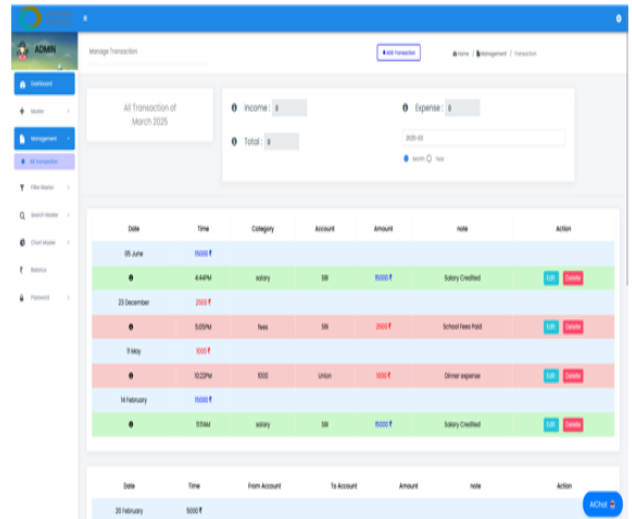 ADMIN
Manage Transaction
+ ADD Transaction
Home / Management / Transaction
Dashboard
Master
Management
All Transaction
Filter Master
Search Master
Chart Master
Balance
Password
All Transaction of
March 2025
Income : 0
Expense : 0
Total : 0
2025-03
Month Year
Date Time Category Account Amount note Action
05 June 15000 ₹
4:44PM salary SBI 15000 ₹ Salary Credited Edit Delete
23 December 2500 ₹
5:05PM fees SBI 2500 ₹ School Fees Paid Edit Delete
11 May 1000 ₹
10:22PM 1000 Union 1000 ₹ Dinner expense Edit Delete
14 February 15000 ₹
11:11AM salary SBI 15000 ₹ Salary Credited Edit Delete
Date Time From Account To Account Amount note Action
20 February 5000 ₹
AIChat